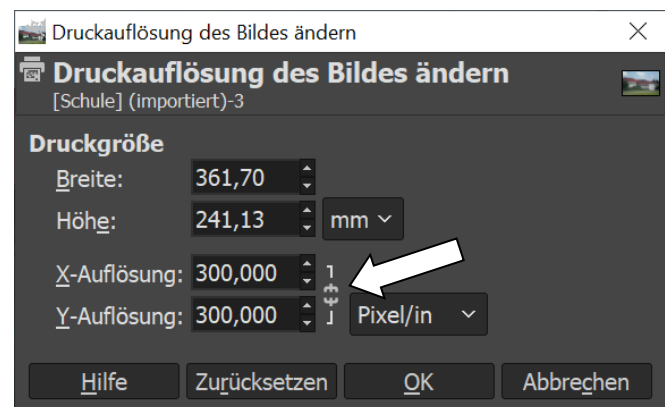 Druckauflösung des Bildes ändern
Druckauflösung des Bildes ändern
[Schule] (importiert)-3
Druckgröße
Breite: 361,70
Höhe: 241,13 mm
X-Auflösung: 300,000
Y-Auflösung: 300,000 Pixel/in
Hilfe Zurücksetzen OK Abbrechen